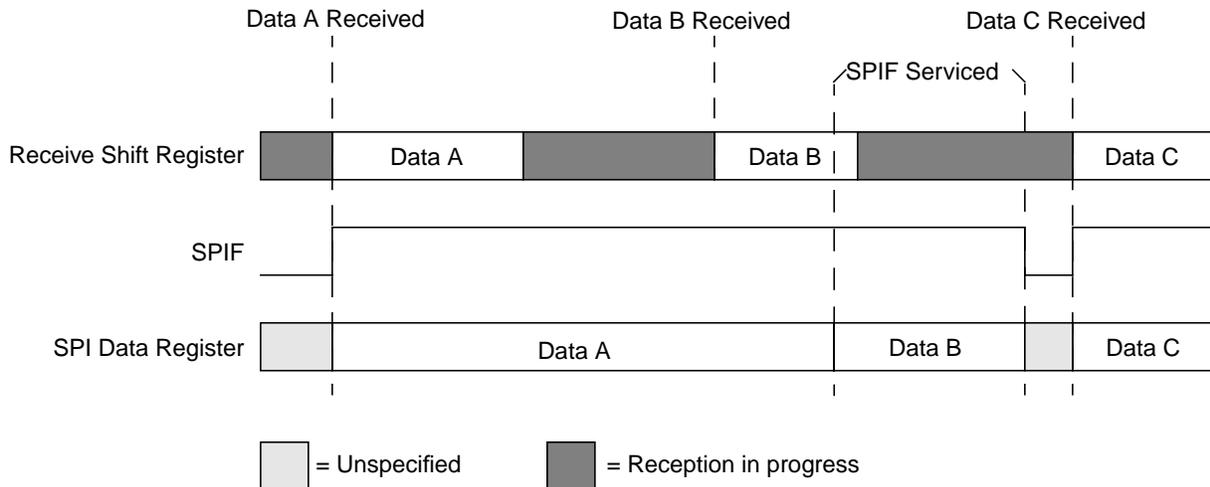 Data A Received
Data B Received
Data C Received
SPIF Serviced
Receive Shift Register
Data A
Data B
Data C
SPIF
SPI Data Register
Data A
Data B
Data C
= Unspecified
= Reception in progress